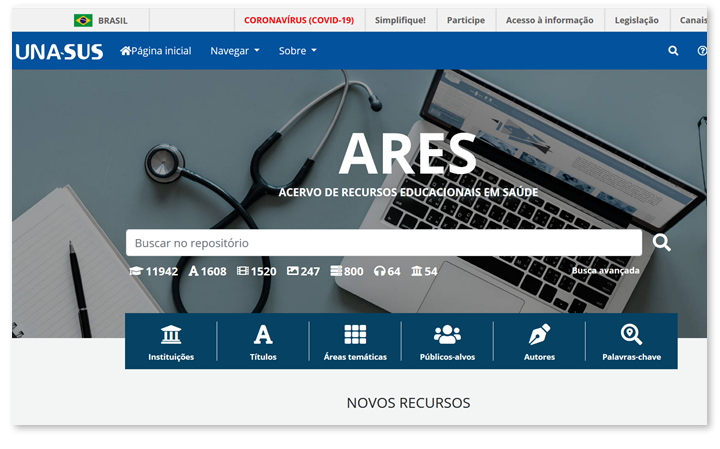 BRASIL CORONAVÍRUS (COVID-19) Simplifique! Participe Acesso à informação Legislação Canais
UNA-SUS Página inicial Navegar Sobre
ARES
ACERVO DE RECURSOS EDUCACIONAIS EM SAÚDE
Buscar no repositório
11942 1608 1520 247 800 64 54 Busca avançada
Instituições Títulos Áreas temáticas Públicos-alvos Autores Palavras-chave
NOVOS RECURSOS